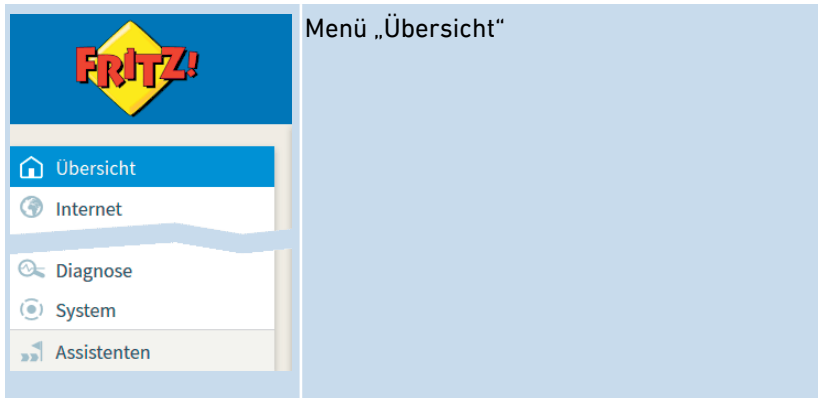 FRITZ!
Menü „Übersicht“
Übersicht
Internet
Diagnose
System
Assistenten